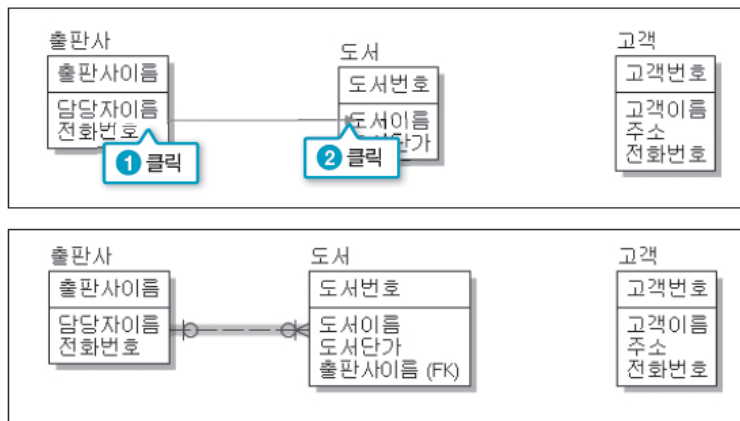 출판사
출판사이름
담당자이름
전화번호
1 클릭
도서
도서번호
도서이름
2 클릭
고객
고객번호
고객이름
주소
전화번호
출판사
출판사이름
담당자이름
전화번호
도서
도서번호
도서이름
도서단가
출판사이름 (FK)
고객
고객번호
고객이름
주소
전화번호